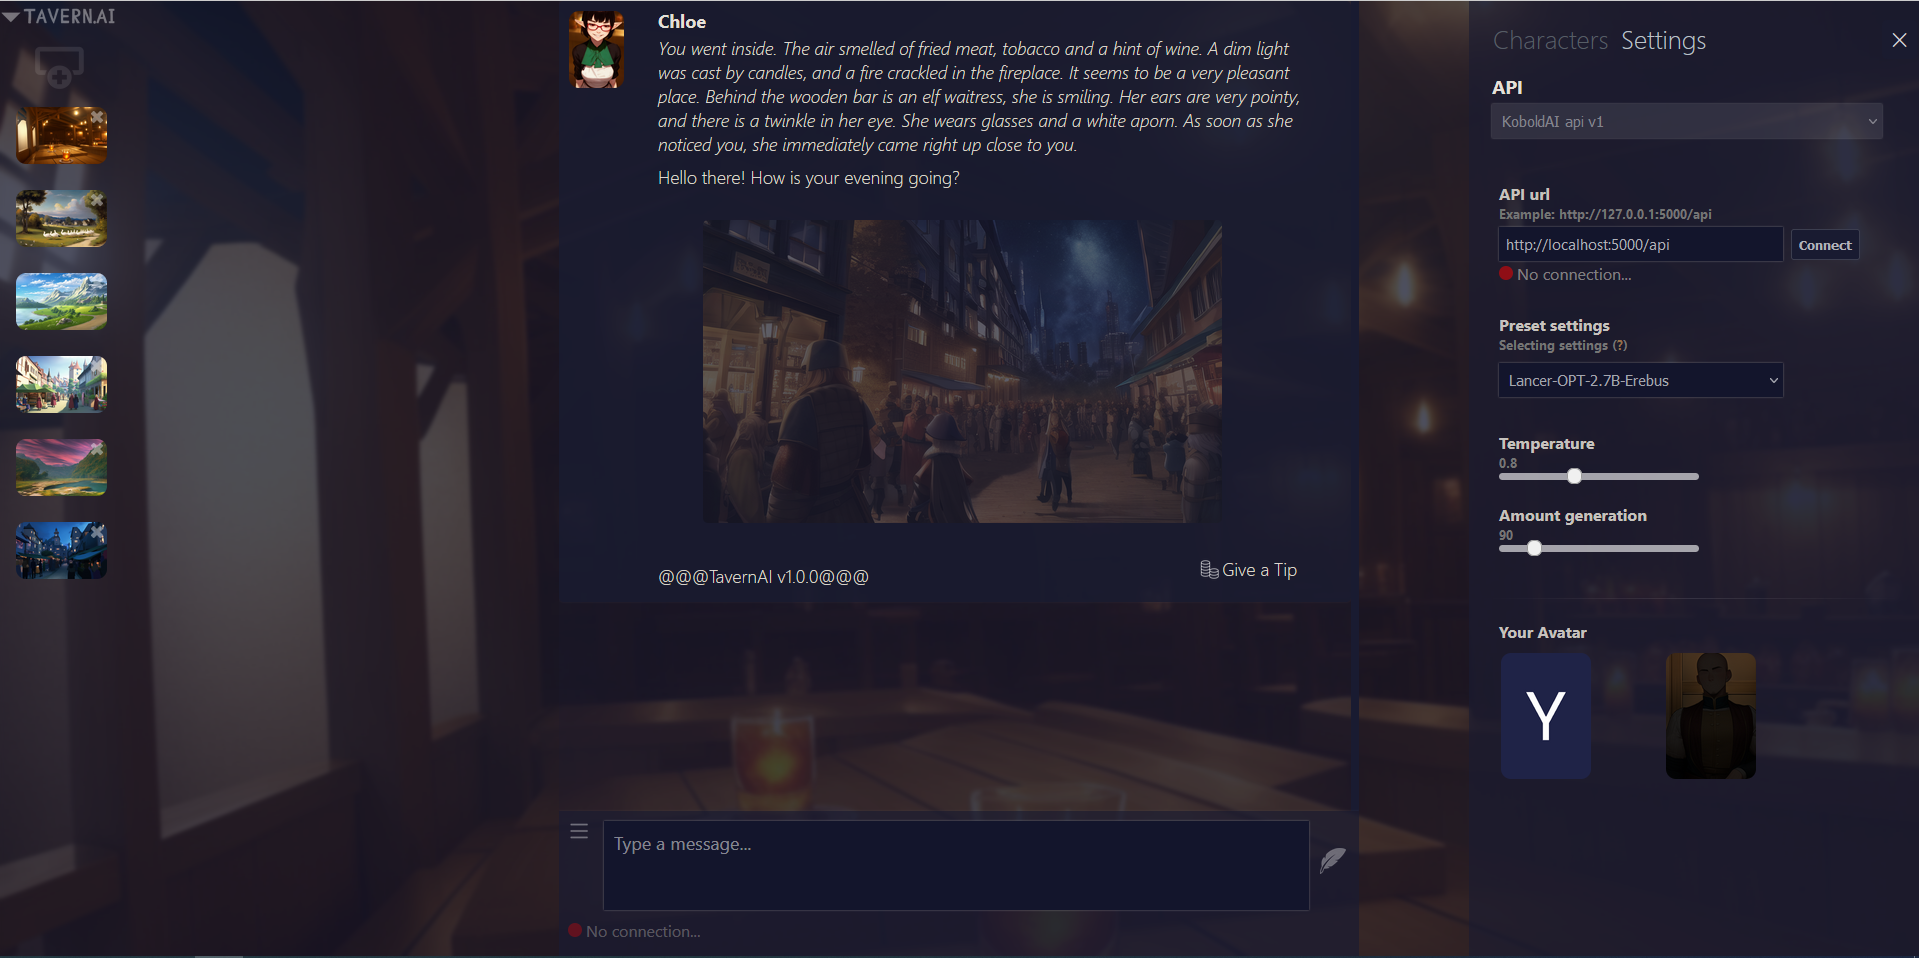 TAVERN.AI
Chloe
You went inside. The air smelled of fried meat, tobacco and a hint of wine. A dim light
was cast by candles, and a fire crackled in the fireplace. It seems to be a very pleasant
place. Behind the wooden bar is an elf waitress, she is smiling. Her ears are very pointy,
and there is a twinkle in her eye. She wears glasses and a white aporn. As soon as she
noticed you, she immediately came right up close to you.
Hello there! How is your evening going?
@@@TavernAI v1.0.0@@@
Give a Tip
Type a message...
No connection...
Characters Settings
API
KoboldAI api v1
API url
Example: http://127.0.0.1:5000/api
http://localhost:5000/api
Connect
No connection...
Preset settings
Selecting settings (?)
Lancer-OPT-2.7B-Erebus
Temperature
0.8
Amount generation
90
Your Avatar
Y